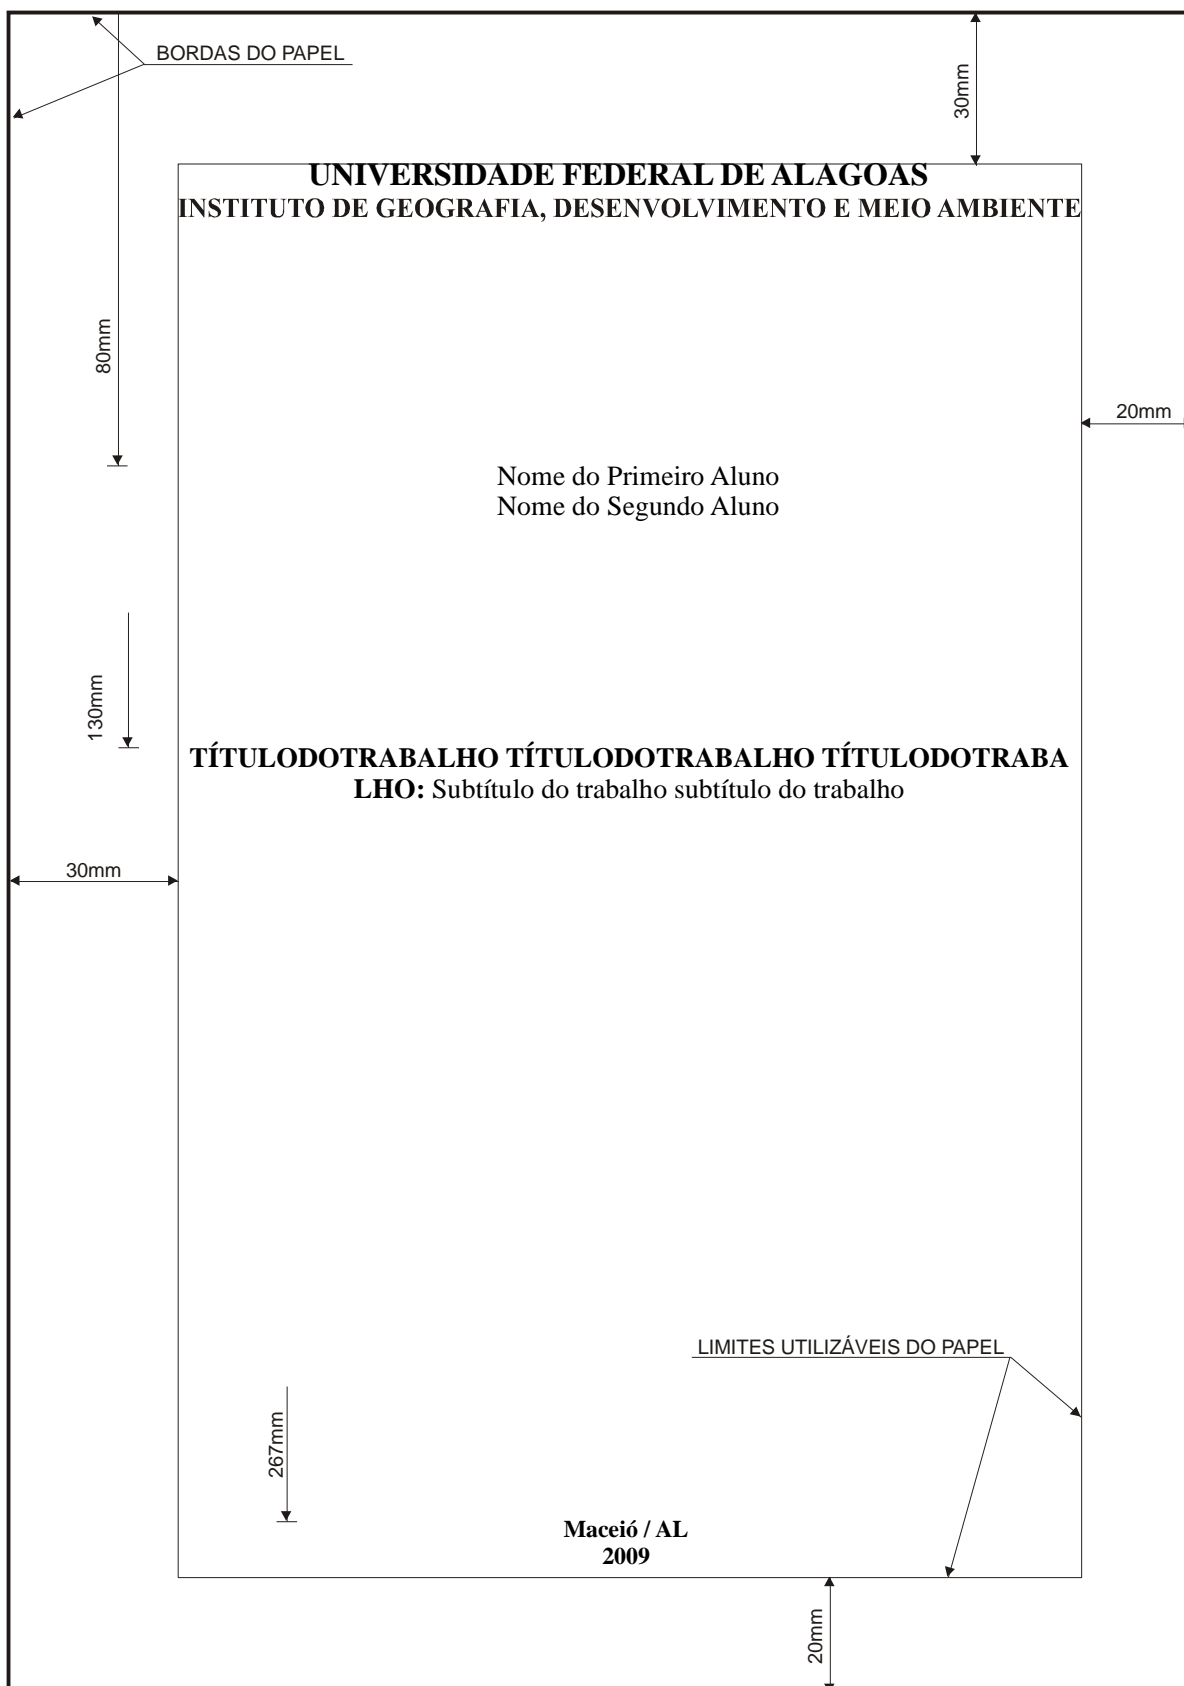 BORDAS DO PAPEL
30mm
UNIVERSIDADE FEDERAL DE ALAGOAS
INSTITUTO DE GEOGRAFIA, DESENVOLVIMENTO E MEIO AMBIENTE
80mm
20mm
Nome do Primeiro Aluno
Nome do Segundo Aluno
130mm
TÍTULODOTRABALHO TÍTULODOTRABALHO TÍTULODOTRABA
LHO: Subtítulo do trabalho subtítulo do trabalho
30mm
LIMITES UTILIZÁVEIS DO PAPEL
267mm
Maceió / AL
2009
20mm